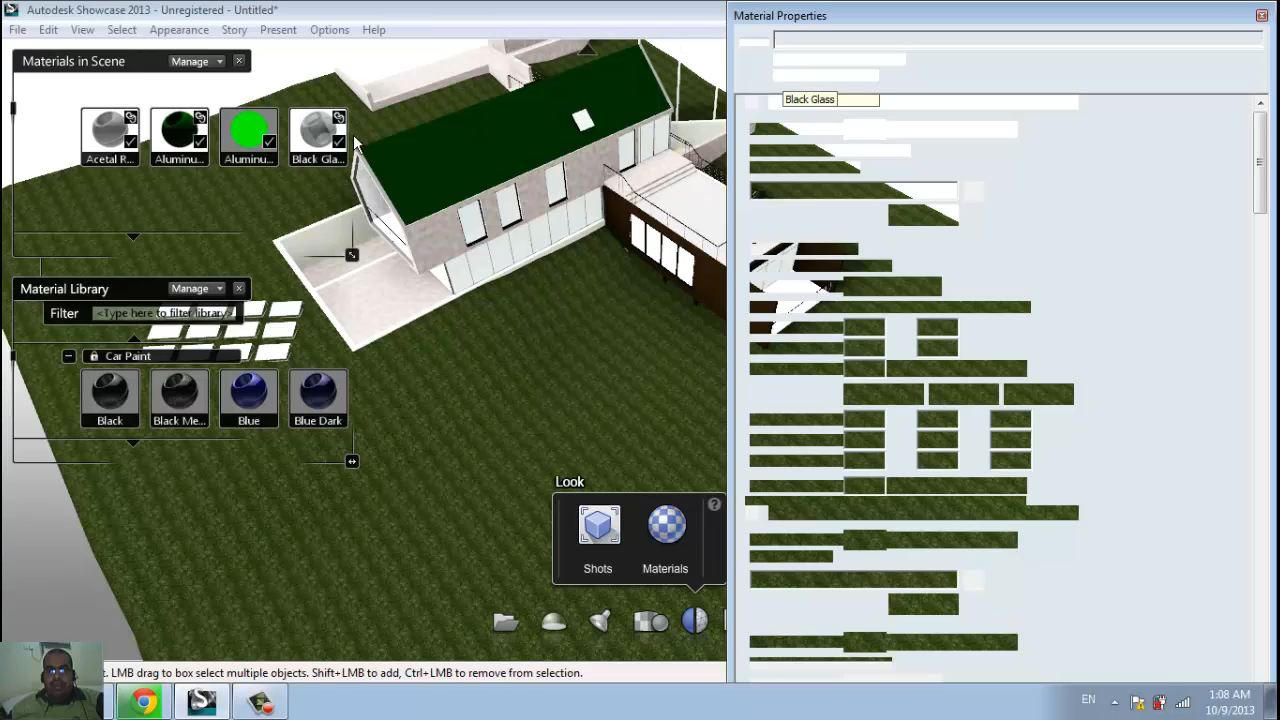 Autodesk Showcase 2013 - Unregistered - Untitled*
File Edit View Select Appearance Story Present Options Help
Materials in Scene
Manage
Acetal R...
Aluminu...
Aluminu...
Black Gla...
Material Library
Manage
Filter
<Type here to filter library>
Car Paint
Black
Black Me...
Blue
Blue Dark
Look
Shots
Materials
. LMB drag to box select multiple objects. Shift+LMB to add, Ctrl+LMB to remove from selection.
Material Properties
Black Glass
EN
1:08 AM
10/9/2013